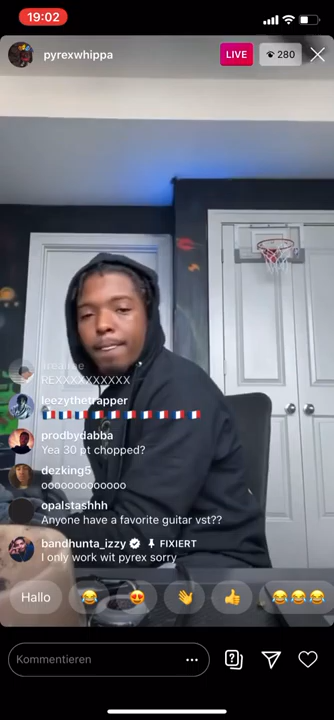 19:02
pyrexwhippa
LIVE
280
REXXXXXXXXXX
leezythetrapper
prodbydabba
Yea 30 pt chopped?
dezking5
ooooooooooooo
opalstashhh
Anyone have a favorite guitar vst??
bandhunta_izzy FIXIERT
I only work wit pyrex sorry
Hallo
Kommentieren